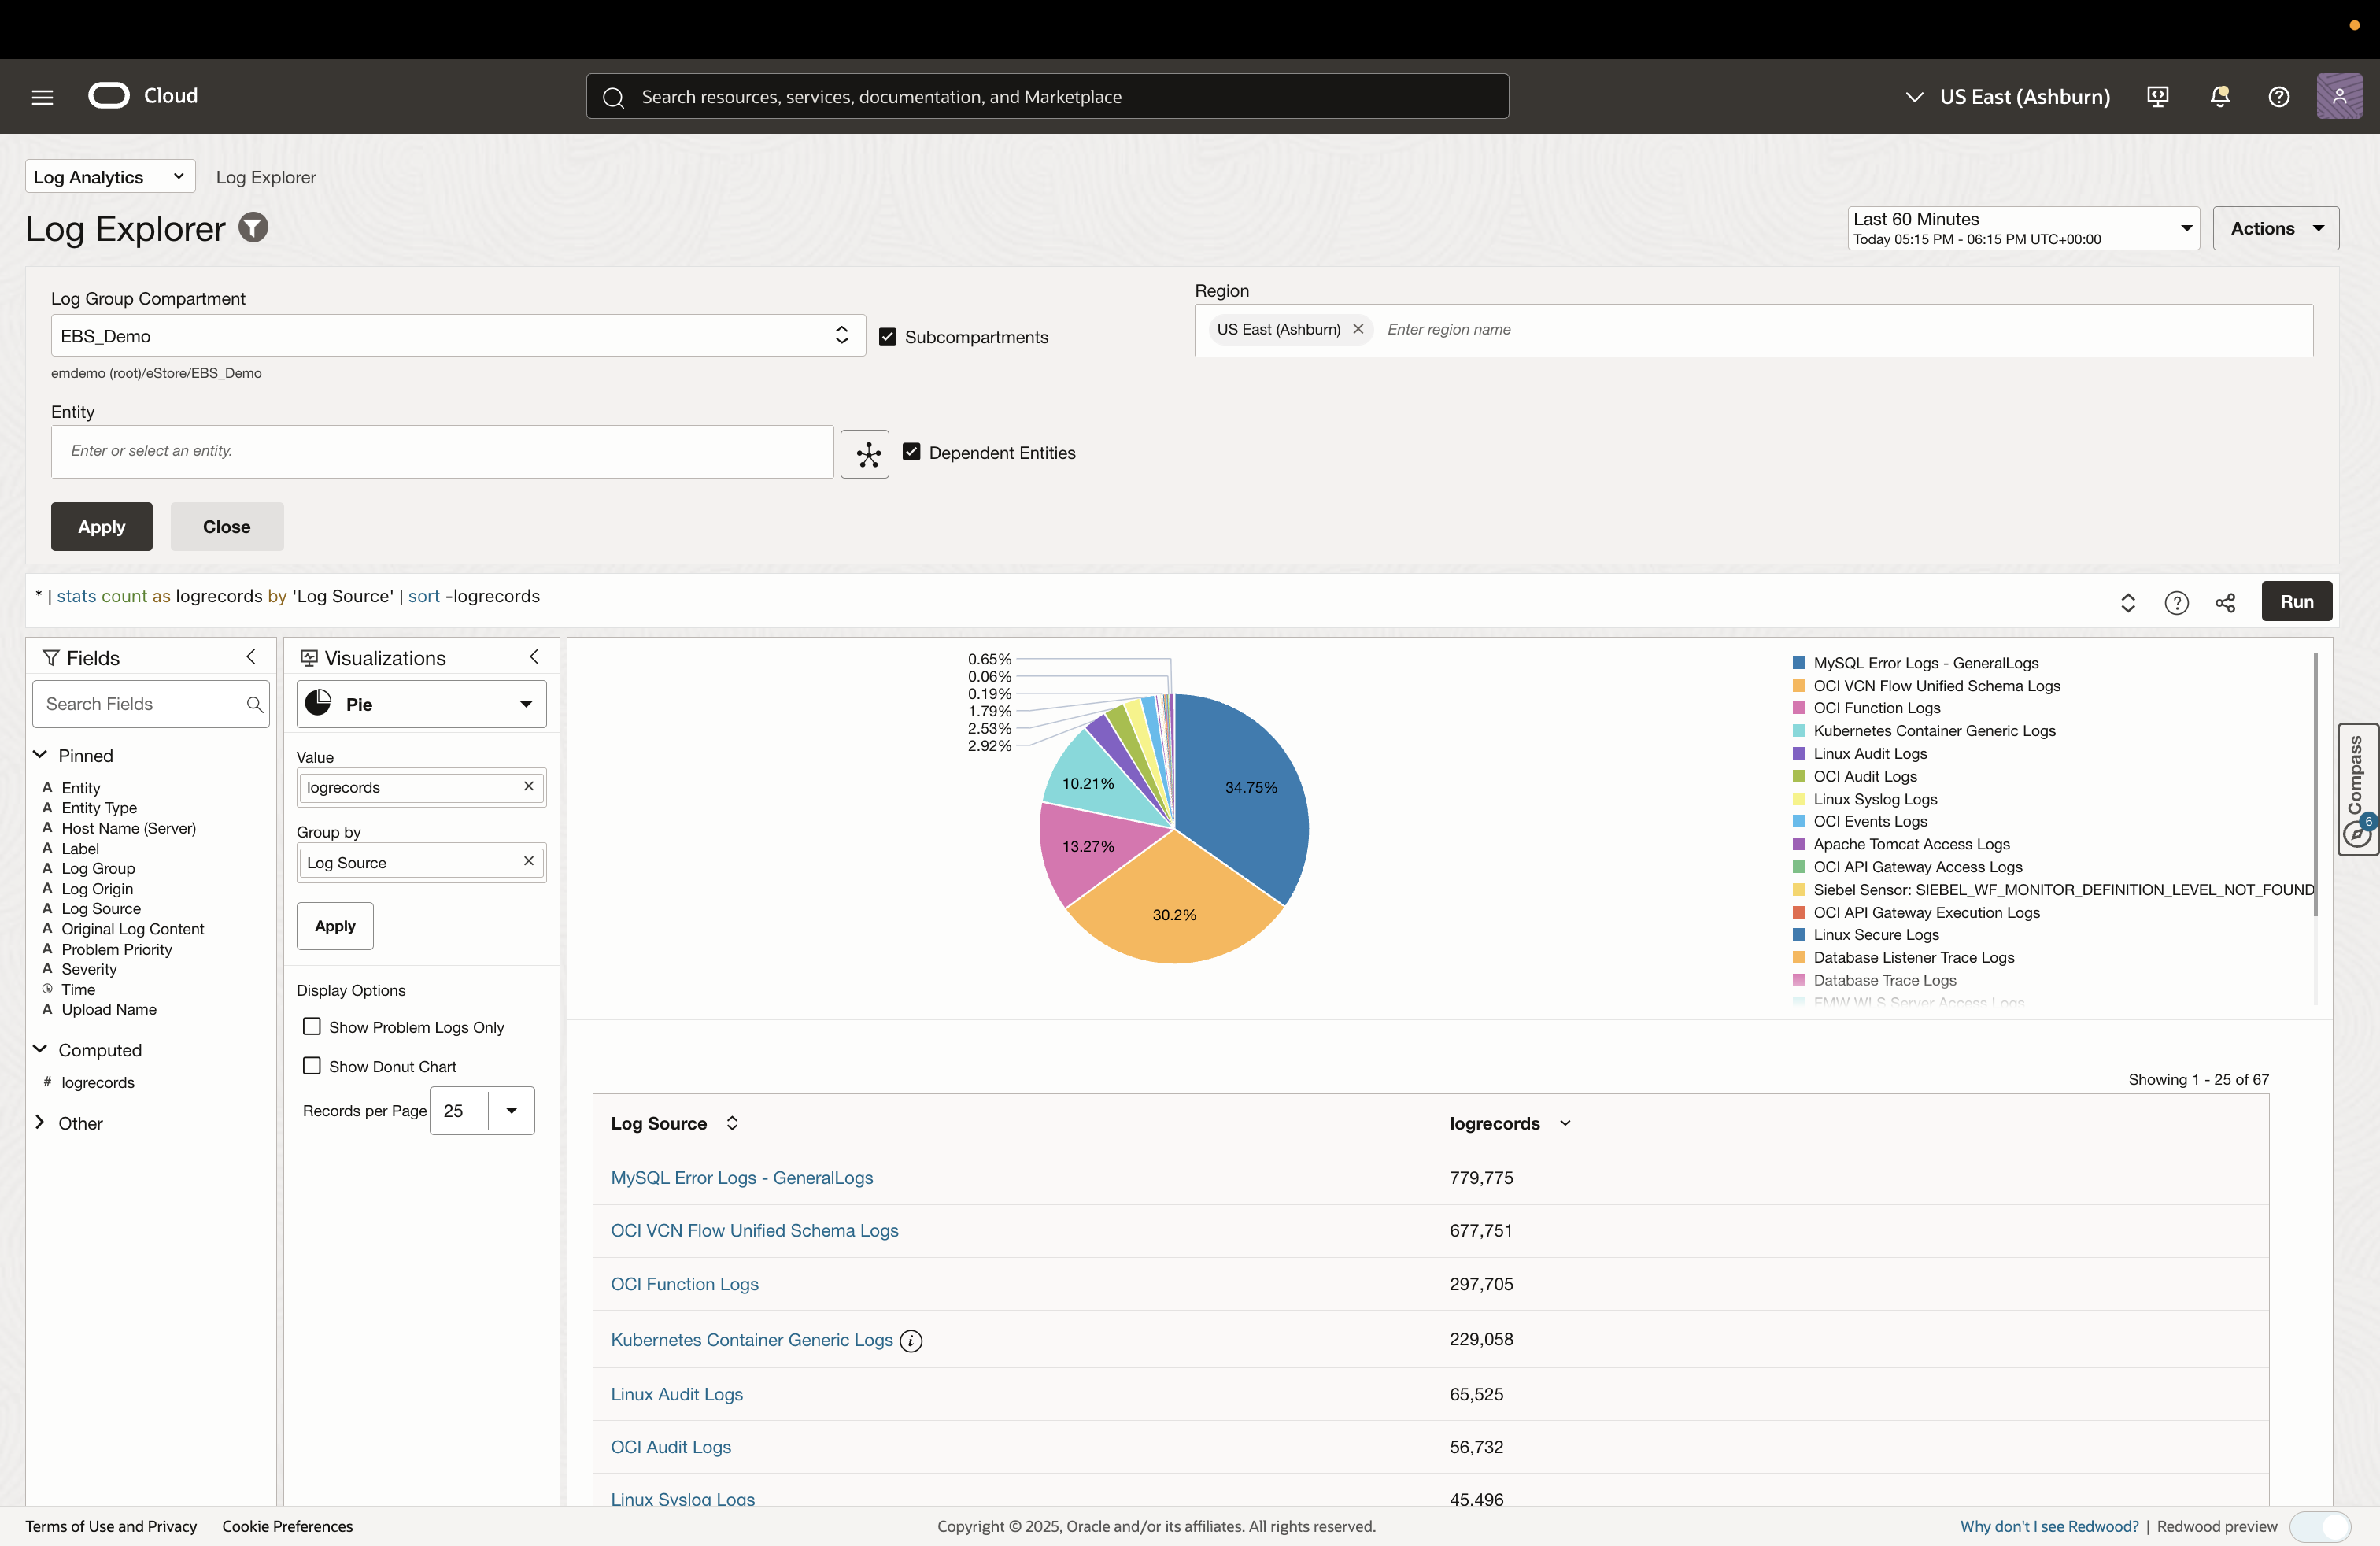 Cloud
Search resources, services, documentation, and Marketplace
US East (Ashburn)
Log Analytics
Log Explorer
Log Explorer
Last 60 Minutes
Today 05:15 PM - 06:15 PM UTC+00:00
Actions
Log Group Compartment
EBS_Demo
Subcompartments
emdemo (root)/eStore/EBS_Demo
Region
US East (Ashburn)
Enter region name
Entity
Enter or select an entity.
Dependent Entities
Apply
Close
* | stats count as logrecords by 'Log Source' | sort -logrecords
Run
Fields
Search Fields
Pinned
A Entity
A Entity Type
A Host Name (Server)
A Label
A Log Group
A Log Origin
A Log Source
A Original Log Content
A Problem Priority
A Severity
Time
A Upload Name
Computed
# logrecords
Other
Visualizations
Pie
Value
logrecords
Group by
Log Source
Apply
Display Options
Show Problem Logs Only
Show Donut Chart
Records per Page
25
0.65%
0.06%
0.19%
1.79%
2.53%
2.92%
10.21%
13.27%
30.2%
34.75%
MySQL Error Logs - GeneralLogs
OCI VCN Flow Unified Schema Logs
OCI Function Logs
Kubernetes Container Generic Logs
Linux Audit Logs
OCI Audit Logs
Linux Syslog Logs
OCI Events Logs
Apache Tomcat Access Logs
OCI API Gateway Access Logs
Siebel Sensor: SIEBEL_WF_MONITOR_DEFINITION_LEVEL_NOT_FOUND
OCI API Gateway Execution Logs
Linux Secure Logs
Database Listener Trace Logs
Database Trace Logs
FMW WLS Server Access Logs
Compass
6
Showing 1 - 25 of 67
Log Source
logrecords
MySQL Error Logs - GeneralLogs
779,775
OCI VCN Flow Unified Schema Logs
677,751
OCI Function Logs
297,705
Kubernetes Container Generic Logs
229,058
Linux Audit Logs
65,525
OCI Audit Logs
56,732
Linux Syslog Logs
45,496
Terms of Use and Privacy
Cookie Preferences
Copyright © 2025, Oracle and/or its affiliates. All rights reserved.
Why don't I see Redwood? | Redwood preview